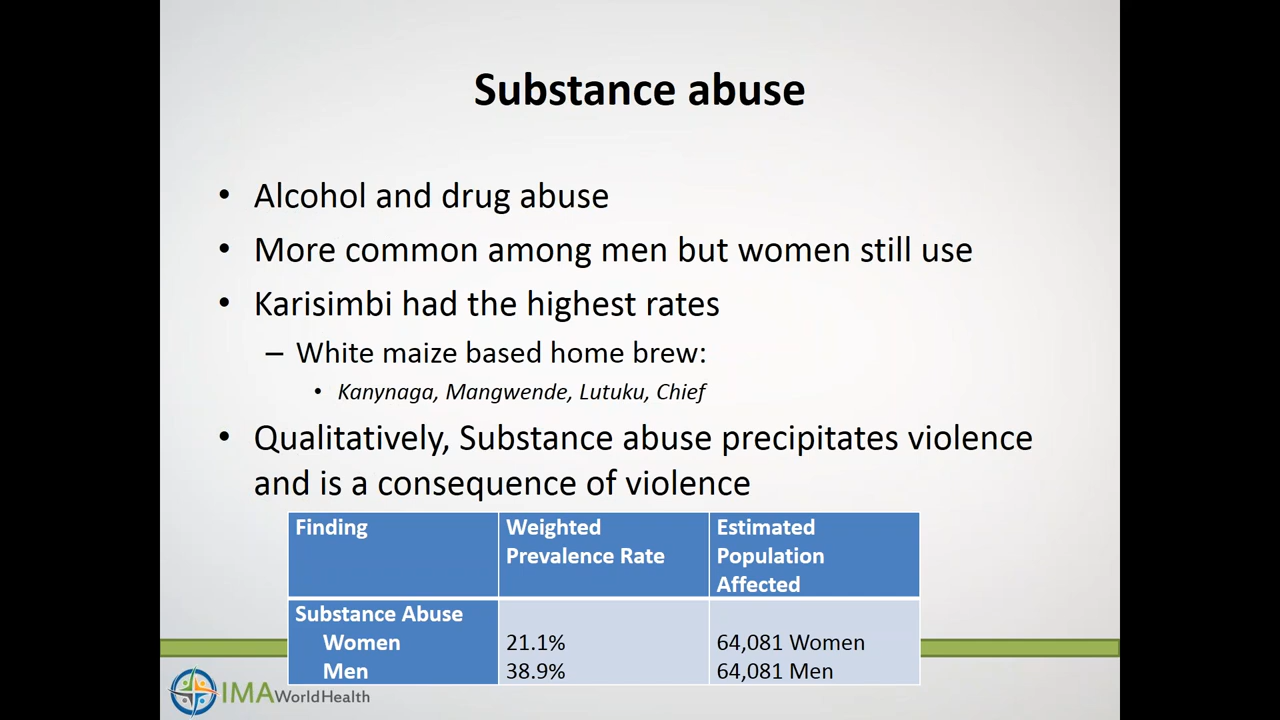 Substance abuse
• Alcohol and drug abuse
• More common among men but women still use
• Karisimbi had the highest rates
– White maize based home brew:
• Kanynaga, Mangwende, Lutuku, Chief
• Qualitatively, Substance abuse precipitates violence
and is a consequence of violence
Finding Weighted Prevalence Rate Estimated Population Affected
Substance Abuse
Women 21.1% 64,081 Women
Men 38.9% 64,081 Men
IMAWorldHealth